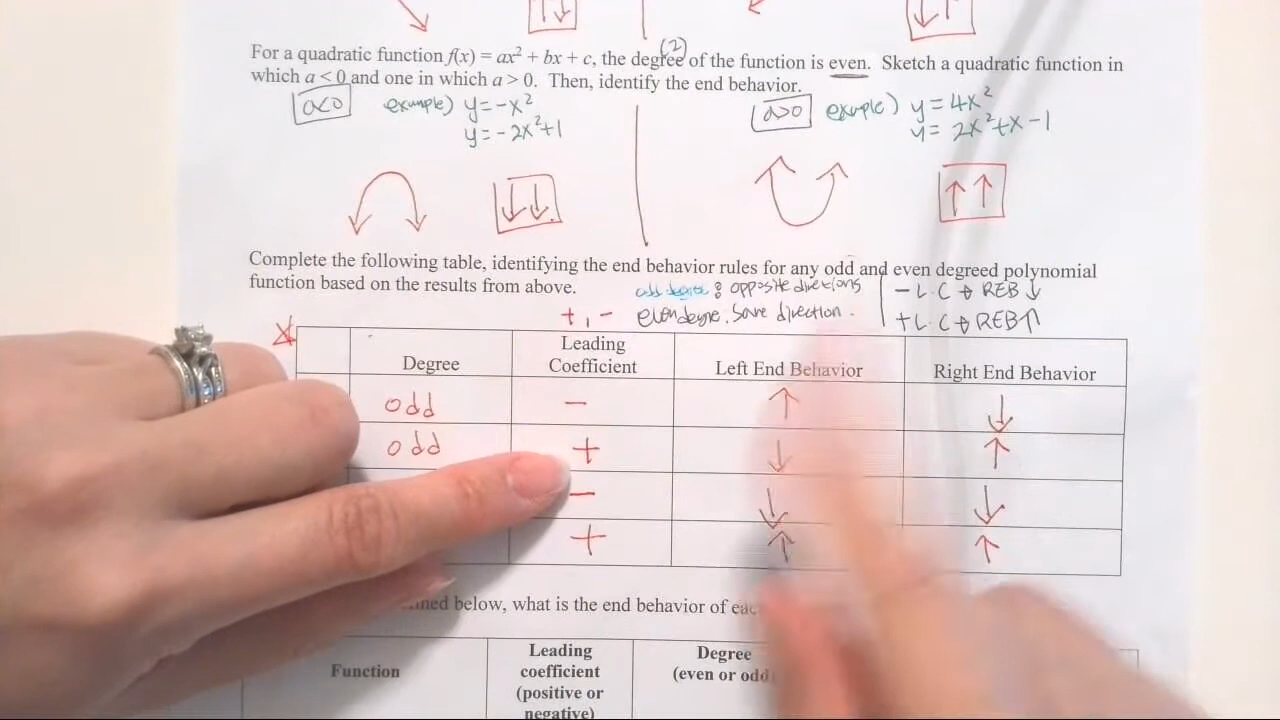 (2)
For a quadratic function f(x) = ax² + bx + c, the degree of the function is even. Sketch a quadratic function in
which a < 0 and one in which a > 0. Then, identify the end behavior.
a<0 example) y=-x²
y=-2x²+1
a>0 example) y=4x²
y=2x²+x-1
Complete the following table, identifying the end behavior rules for any odd and even degreed polynomial
function based on the results from above.
odd degree: opposite directions
even degree: same direction.
-L.C → REB ↓
+L.C → REB ↑
+, -
Degree Leading Coefficient Left End Behavior Right End Behavior
odd - ↑ ↓
odd + ↓ ↑
- ↓ ↓
+ ↑ ↑
below, what is the end behavior of
Function
Leading
coefficient
(positive or
negative)
Degree
(even or odd